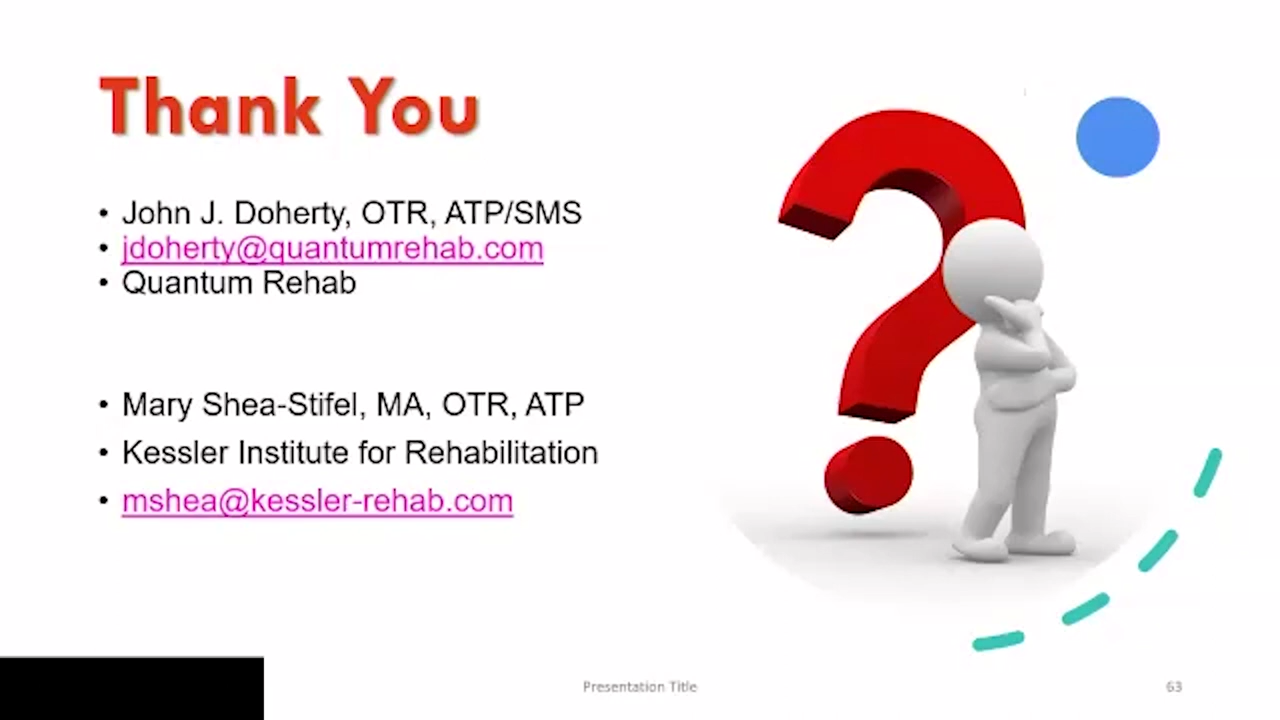 Thank You
• John J. Doherty, OTR, ATP/SMS
• jdoherty@quantumrehab.com
• Quantum Rehab
• Mary Shea-Stifel, MA, OTR, ATP
• Kessler Institute for Rehabilitation
• mshea@kessler-rehab.com
Presentation Title
63